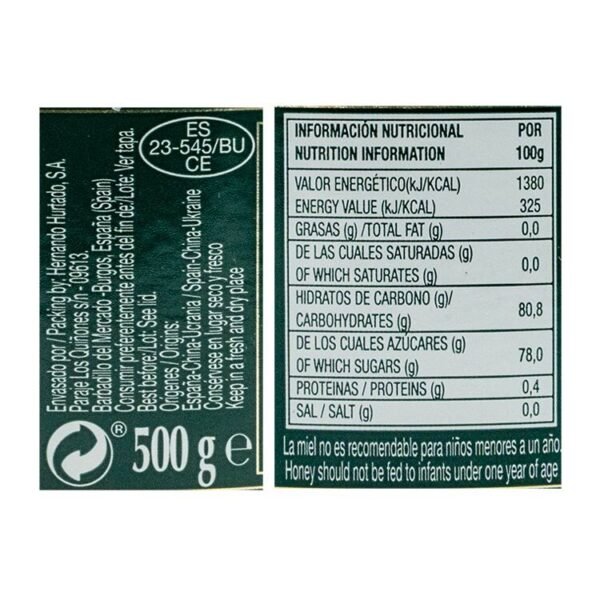 ES
23-545/BU
CE
Envasado por / Packing by: Hernando Hurtado, S.A.
Paraje Los Quiñones s/n - 09613.
Barbadillo del Mercado - Burgos, España (Spain)
Consumir preferentemente antes del fin de/ Lote: Ver tapa.
Best before/ Lot: See lid.
Orígenes / Origins:
España-China-Ucrania / Spain-China-Ukraine
Consérvese en lugar seco y fresco
Keep in a fresh and dry place
® 500 g e
INFORMACIÓN NUTRICIONAL POR
NUTRITION INFORMATION 100g
VALOR ENERGÉTICO(kJ/KCAL) 1380
ENERGY VALUE (kJ/KCAL) 325
GRASAS (g) /TOTAL FAT (g) 0,0
DE LAS CUALES SATURADAS (g)
OF WHICH SATURATES (g) 0,0
HIDRATOS DE CARBONO (g)/
CARBOHYDRATES (g) 80,8
DE LOS CUALES AZÚCARES (g)
OF WHICH SUGARS (g) 78,0
PROTEINAS / PROTEINS (g) 0,4
SAL / SALT (g) 0,0
La miel no es recomendable para niños menores a un año.
Honey should not be fed to infants under one year of age